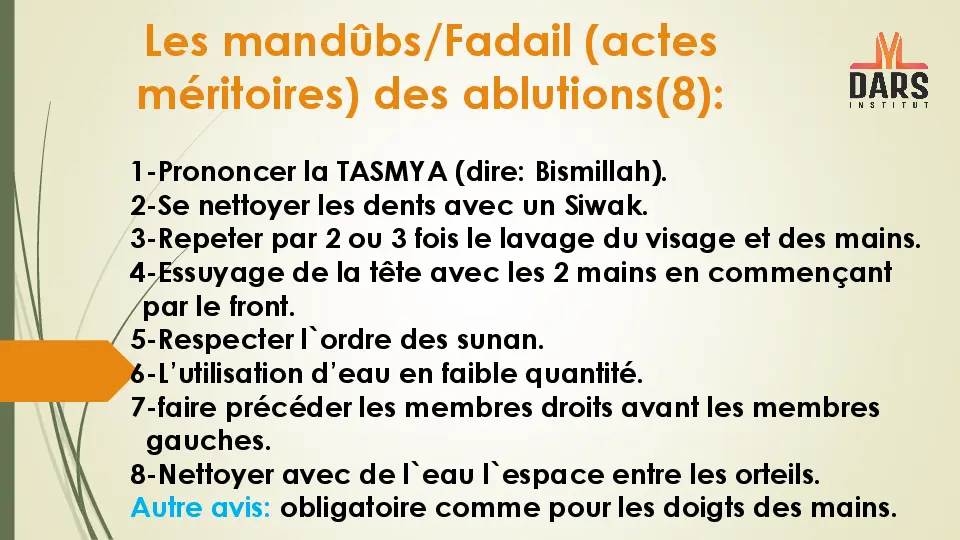 Les mandûbs/Fadail (actes
méritoires) des ablutions(8):
DARS
INSTITUT
1-Prononcer la TASMYA (dire: Bismillah).
2-Se nettoyer les dents avec un Siwak.
3-Repeter par 2 ou 3 fois le lavage du visage et des mains.
4-Essuyage de la tête avec les 2 mains en commençant
par le front.
5-Respecter l`ordre des sunan.
6-L’utilisation d’eau en faible quantité.
7-faire précéder les membres droits avant les membres
gauches.
8-Nettoyer avec de l`eau l`espace entre les orteils.
Autre avis: obligatoire comme pour les doigts des mains.